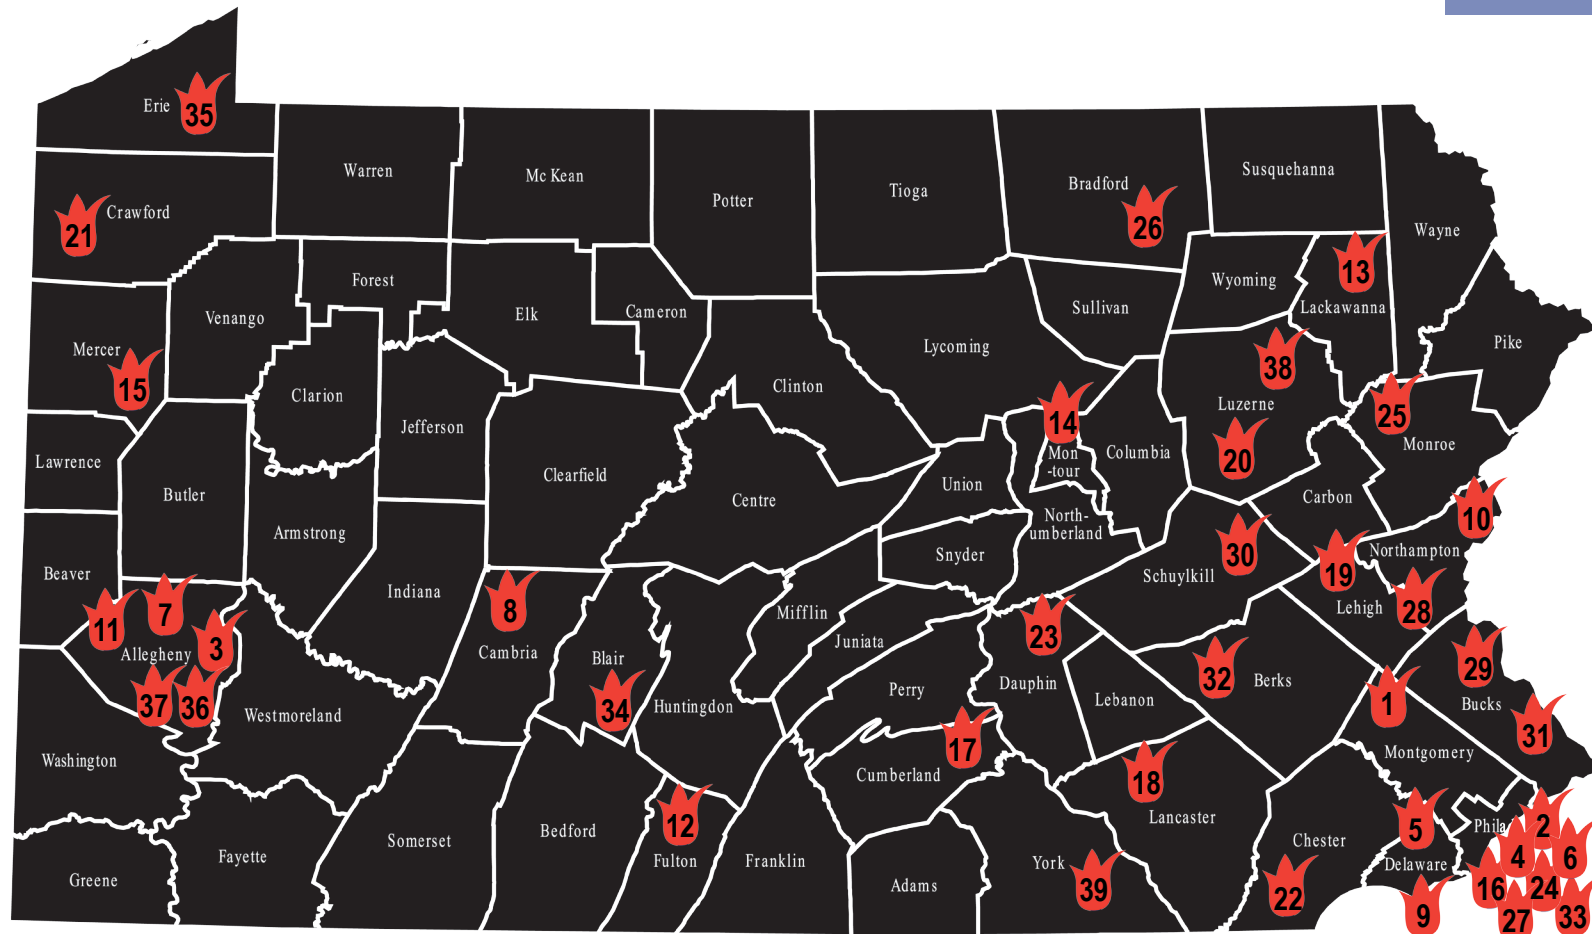 Erie
35
Warren
Mc Kean
Potter
Tioga
Bradford
26
Susquehanna
Wayne
Crawford
21
Forest
Venango
Elk
Cameron
Lycoming
Sullivan
Wyoming
13
Lackawanna
Pike
Mercer
15
Clarion
Jefferson
Clinton
38
Luzerne
20
25
Monroe
Lawrence
Butler
Armstrong
Clearfield
Centre
Union
14
Mon
-tour
Columbia
Carbon
10
Beaver
Indiana
Snyder
North-
umberland
30
Schuylkill
19
Northampton
Lehigh
28
11
7
3
Allegheny
37
36
8
Cambria
Blair
34
Huntingdon
Mifflin
Juniata
Perry
23
Dauphin
Lebanon
32
Berks
1
29
Bucks
31
Washington
Westmoreland
17
Cumberland
18
Lancaster
Montgomery
Greene
Fayette
Somerset
Bedford
12
Fulton
Franklin
Adams
York
39
Chester
22
5
Delaware
9
Phila
2
4
6
16
24
27
33